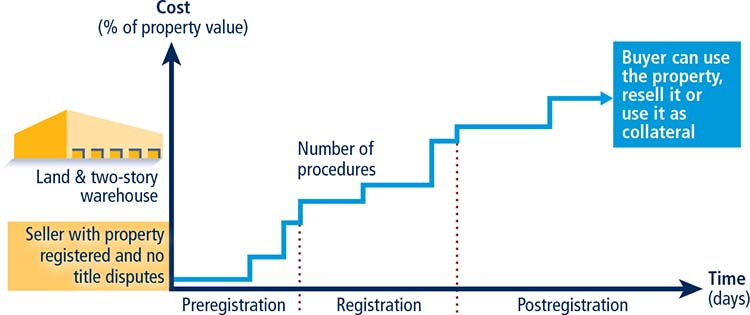 Cost
(% of property value)
Buyer can use
the property,
resell it or
use it as
collateral
Number of
procedures
Land & two-story
warehouse
Seller with property
registered and no
title disputes
Time
(days)
Preregistration
Registration
Postregistration